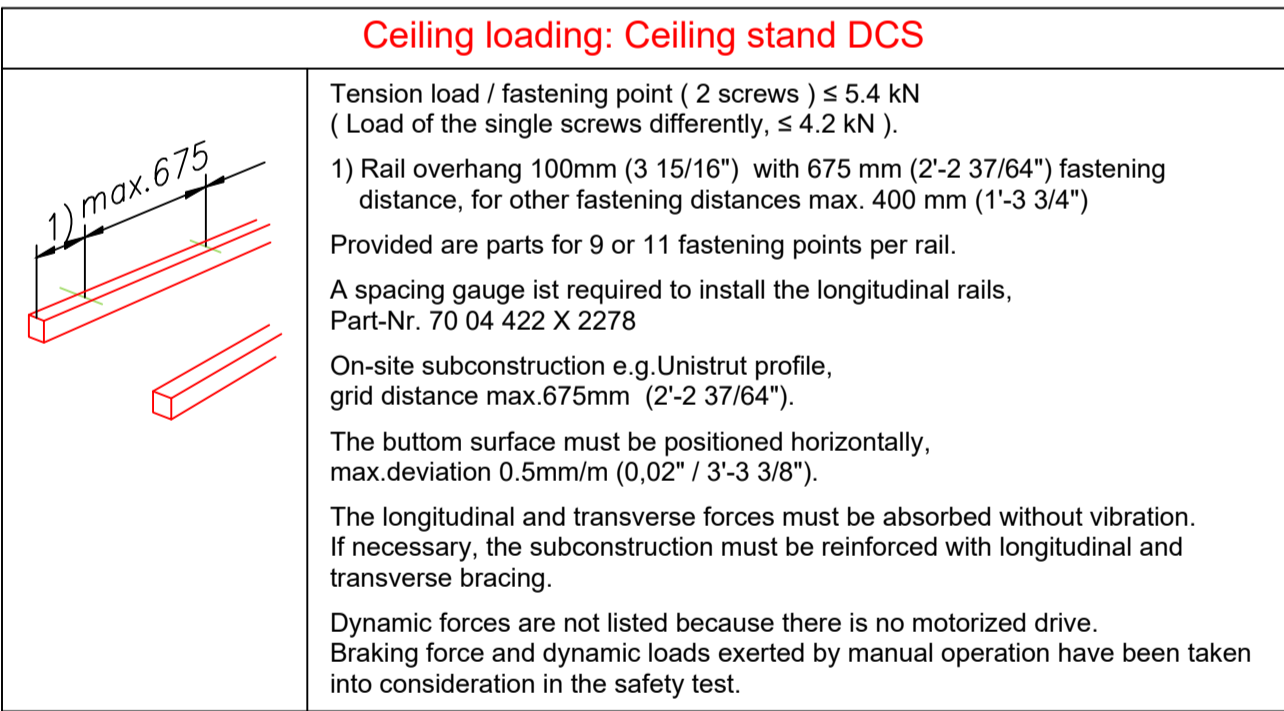 Ceiling loading: Ceiling stand DCS
1) max.675
Tension load / fastening point ( 2 screws ) ≤ 5.4 kN
( Load of the single screws differently, ≤ 4.2 kN ).
1) Rail overhang 100mm (3 15/16")  with 675 mm (2'-2 37/64") fastening
distance, for other fastening distances max. 400 mm (1'-3 3/4")
Provided are parts for 9 or 11 fastening points per rail.
A spacing gauge ist required to install the longitudinal rails,
Part-Nr. 70 04 422 X 2278
On-site subconstruction e.g.Unistrut profile,
grid distance max.675mm  (2'-2 37/64").
The buttom surface must be positioned horizontally,
max.deviation 0.5mm/m (0,02" / 3'-3 3/8").
The longitudinal and transverse forces must be absorbed without vibration.
If necessary, the subconstruction must be reinforced with longitudinal and
transverse bracing.
Dynamic forces are not listed because there is no motorized drive.
Braking force and dynamic loads exerted by manual operation have been taken
into consideration in the safety test.